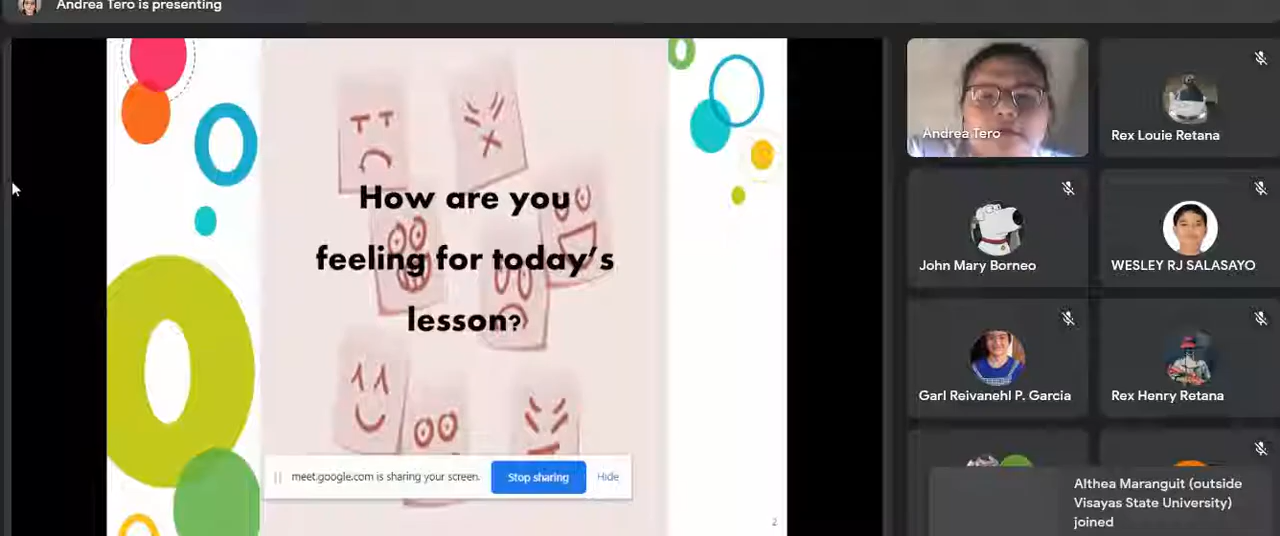 Andrea Tero is presenting
How are you
feeling for today's
lesson?
meet.google.com is sharing your screen.
Stop sharing
Hide
2
Andrea Tero
Rex Louie Retana
John Mary Borneo
WESLEY RJ SALASAYO
Garl Reivanehl P. Garcia
Rex Henry Retana
Althea Maranguit (outside
Visayas State University)
joined